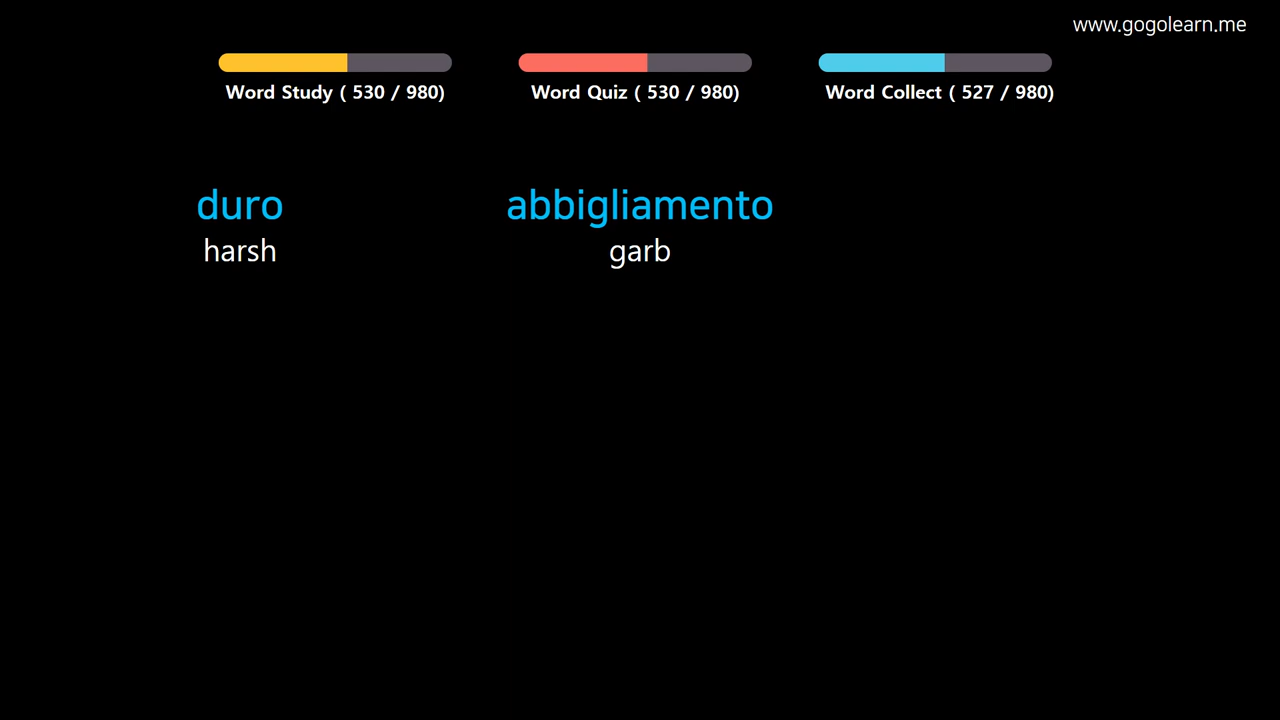 www.gogolearn.me
Word Study ( 530 / 980)
Word Quiz ( 530 / 980)
Word Collect ( 527 / 980)
duro
harsh
abbigliamento
garb